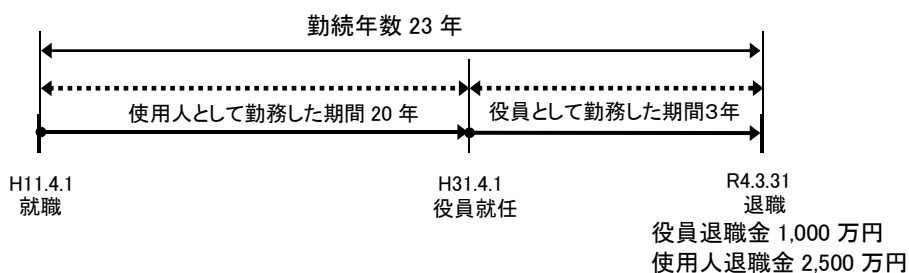 勤続年数 23 年
使用人として勤務した期間 20 年
役員として勤務した期間3年
H11.4.1
就職
H31.4.1
役員就任
R4.3.31
退職
役員退職金 1,000 万円
使用人退職金 2,500 万円